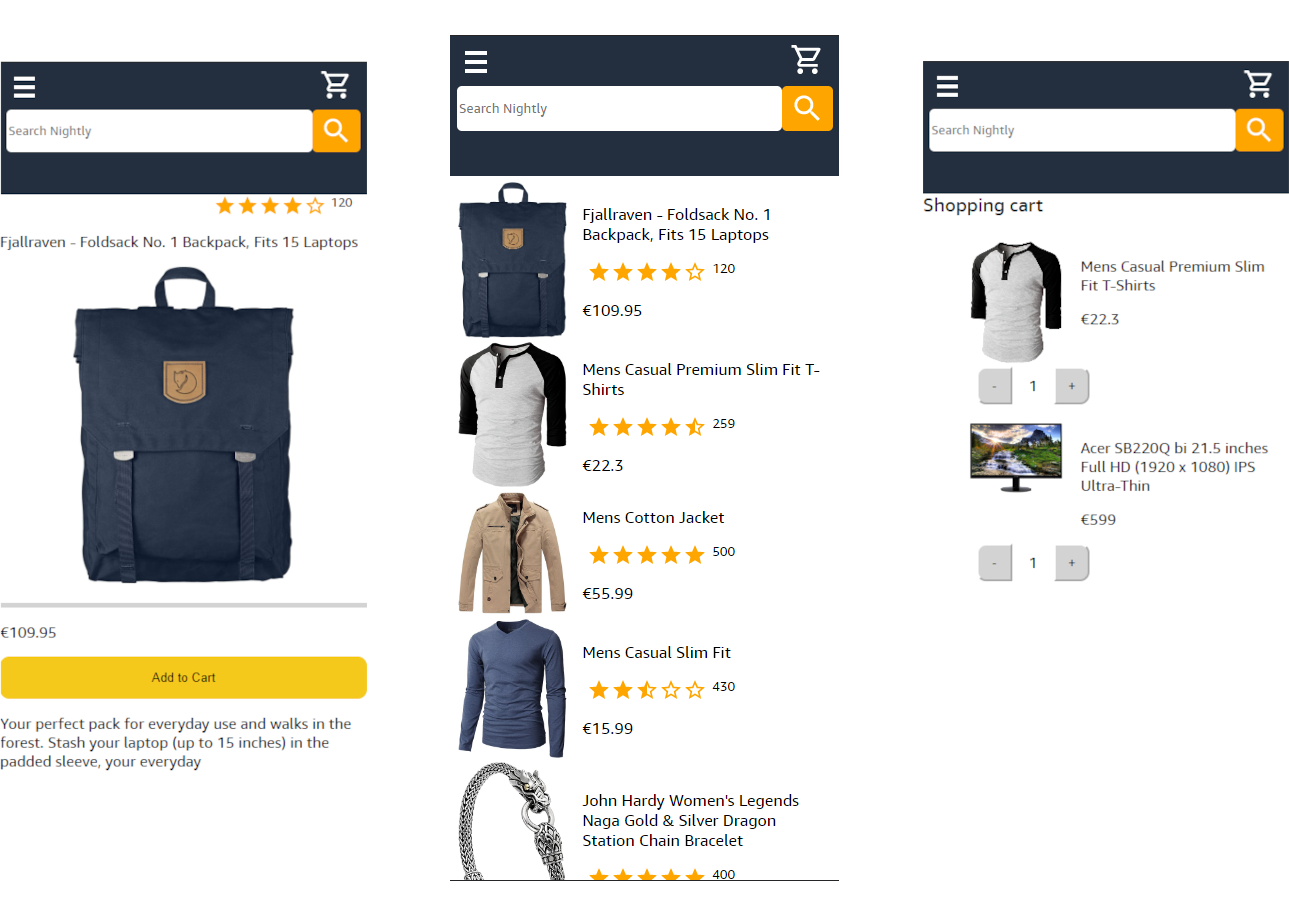 Search Nightly
120
Fjallraven - Foldsack No. 1 Backpack, Fits 15 Laptops
€109.95
Add to Cart
Your perfect pack for everyday use and walks in the
forest. Stash your laptop (up to 15 inches) in the
padded sleeve, your everyday
Search Nightly
Fjallraven - Foldsack No. 1
Backpack, Fits 15 Laptops
120
€109.95
Mens Casual Premium Slim Fit T-
Shirts
259
€22.3
Mens Cotton Jacket
500
€55.99
Mens Casual Slim Fit
430
€15.99
John Hardy Women's Legends
Naga Gold & Silver Dragon
Station Chain Bracelet
400
Search Nightly
Shopping cart
Mens Casual Premium Slim
Fit T-Shirts
€22.3
- 1 +
Acer SB220Q bi 21.5 inches
Full HD (1920 x 1080) IPS
Ultra-Thin
€599
- 1 +